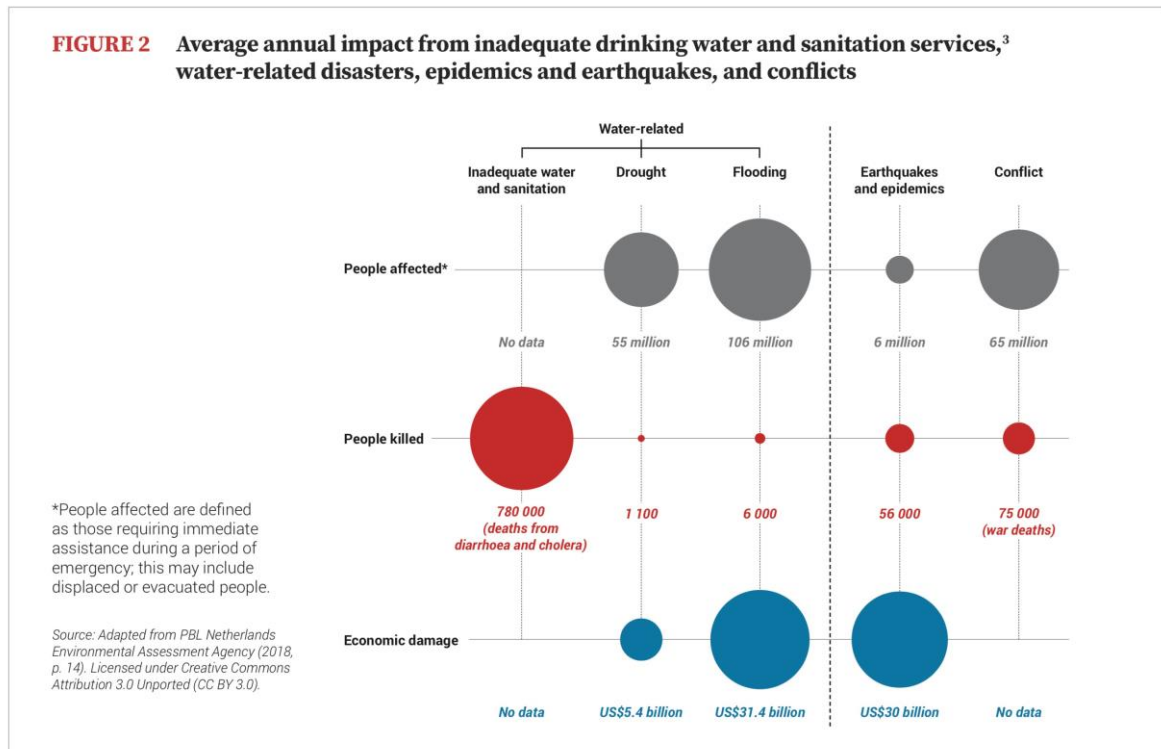 FIGURE 2 Average annual impact from inadequate drinking water and sanitation services,³
water-related disasters, epidemics and earthquakes, and conflicts
Water-related
Inadequate water
and sanitation
Drought
Flooding
Earthquakes
and epidemics
Conflict
People affected*
No data
55 million
106 million
6 million
65 million
People killed
780 000
(deaths from
diarrhoea and cholera)
1 100
6 000
56 000
75 000
(war deaths)
Economic damage
No data
US$5.4 billion
US$31.4 billion
US$30 billion
No data
*People affected are defined
as those requiring immediate
assistance during a period of
emergency; this may include
displaced or evacuated people.
Source: Adapted from PBL Netherlands
Environmental Assessment Agency (2018,
p. 14). Licensed under Creative Commons
Attribution 3.0 Unported (CC BY 3.0).